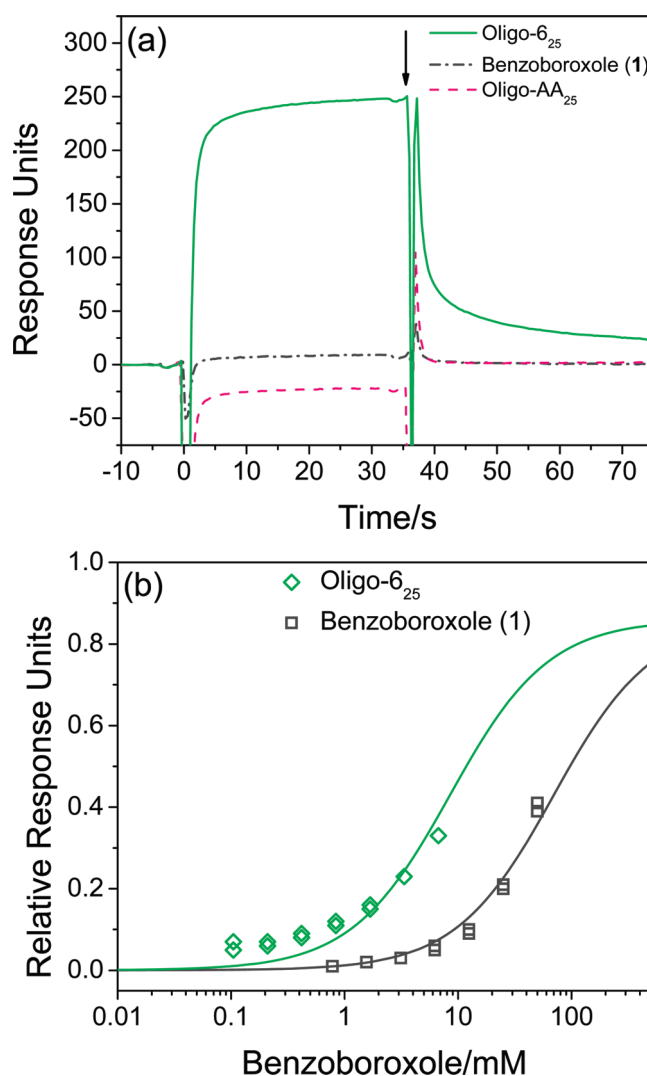 (a)
Oligo-6₂₅
Benzoboroxole (1)
Oligo-AA₂₅
Response Units
300
250
200
150
100
50
0
-50
-10 0 10 20 30 40 50 60 70
Time/s
(b)
Oligo-6₂₅
Benzoboroxole (1)
Relative Response Units
1.0
0.8
0.6
0.4
0.2
0.0
0.01 0.1 1 10 100
Benzoboroxole/mM